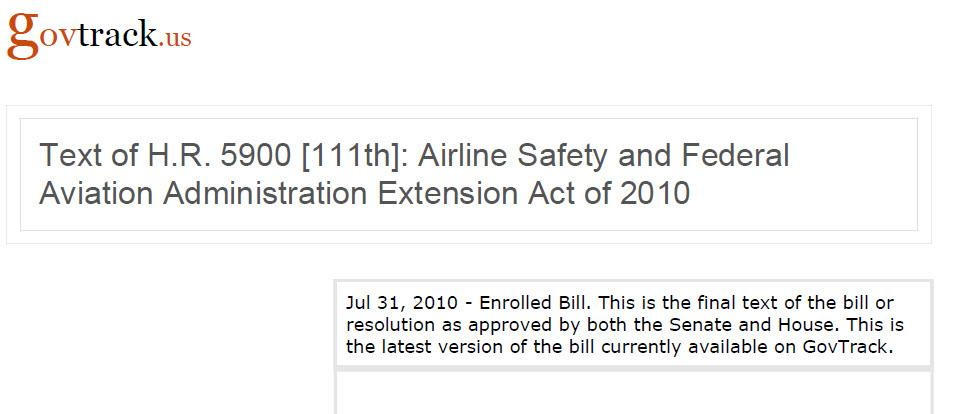 govtrack.us
Text of H.R. 5900 [111th]: Airline Safety and Federal
Aviation Administration Extension Act of 2010
Jul 31, 2010 - Enrolled Bill. This is the final text of the bill or
resolution as approved by both the Senate and House. This is
the latest version of the bill currently available on GovTrack.